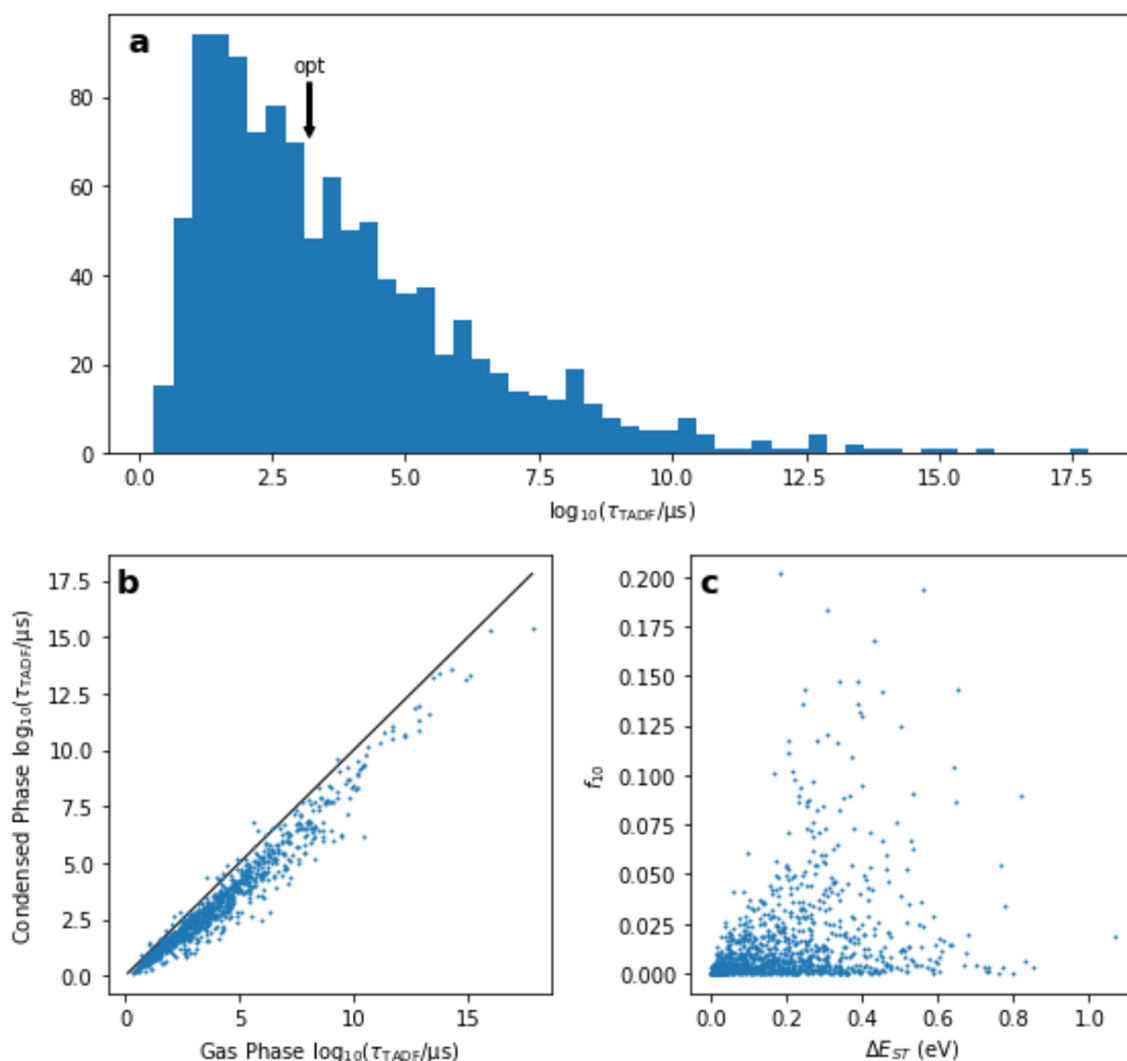 a
opt
80
60
40
20
0
0.0 2.5 5.0 7.5 10.0 12.5 15.0 17.5
log₁₀(τ_TADF/μs)
b
17.5
15.0
12.5
10.0
7.5
5.0
2.5
0.0
Condensed Phase log₁₀(τ_TADF/μs)
0 5 10 15
Gas Phase log₁₀(τ_TADF/μs)
c
0.200
0.175
0.150
0.125
0.100
0.075
0.050
0.025
0.000
f₁₀
0.0 0.2 0.4 0.6 0.8 1.0
ΔE_ST (eV)